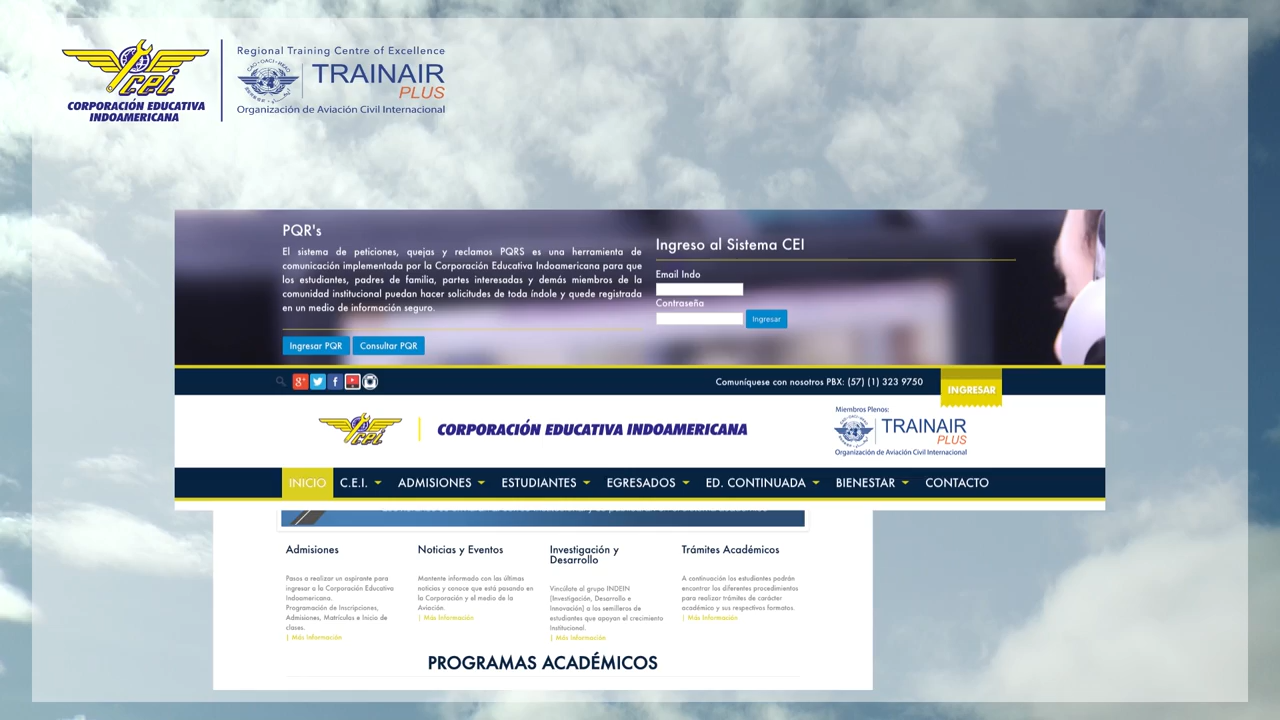 Regional Training Centre of Excellence
CEI
CORPORACIÓN EDUCATIVA
INDOAMERICANA
TRAINAIR
PLUS
Organización de Aviación Civil Internacional
PQR's
El sistema de peticiones, quejas y reclamos PQRS es una herramienta de
comunicación implementada por la Corporación Educativa Indoamericana para que
los estudiantes, padres de familia, partes interesadas y demás miembros de la
comunidad institucional puedan hacer solicitudes de toda índole y quede registrada
en un medio de información seguro.
Ingresar PQR
Consultar PQR
Ingreso al Sistema CEI
Email Indo
Contraseña
Ingresar
Comuníquese con nosotros PBX: (57) (1) 323 9750
INGRESAR
CEI
CORPORACIÓN EDUCATIVA INDOAMERICANA
Miembros Plenos:
TRAINAIR
PLUS
Organización de Aviación Civil Internacional
INICIO
C.E.I.
ADMISIONES
ESTUDIANTES
EGRESADOS
ED. CONTINUADA
BIENESTAR
CONTACTO
Admisiones
Pasos a realizar un aspirante para
ingresar a la Corporación Educativa
Indoamericana.
Programación de Inscripciones,
Admisiones, Matrículas e Inicio de
clases.
| Más Información
Noticias y Eventos
Mantente informado con las últimas
noticias y conoce que está pasando en
la Corporación y el medio de la
Aviación
| Más Información
Investigación y
Desarrollo
Vincúlate al grupo INDEIN
(Investigación, Desarrollo e
Innovación) a los semilleros de
estudiantes que apoyan el crecimiento
Institucional.
| Más Información
Trámites Académicos
A continuación los estudiantes podrán
encontrar los diferentes procedimientos
para realizar trámites de carácter
académico y sus respectivos formatos.
| Más Información
PROGRAMAS ACADÉMICOS